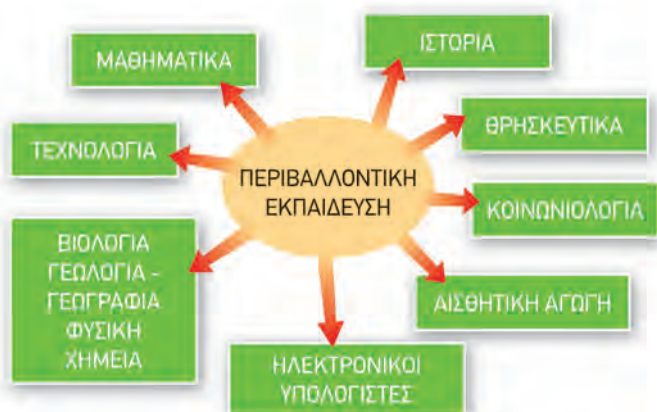 ΜΑΘΗΜΑΤΙΚΑ
ΙΣΤΟΡΙΑ
ΘΡΗΣΚΕΥΤΙΚΑ
ΤΕΧΝΟΛΟΓΙΑ
ΠΕΡΙΒΑΛΛΟΝΤΙΚΗ
ΕΚΠΑΙΔΕΥΣΗ
ΚΟΙΝΩΝΙΟΛΟΓΙΑ
ΒΙΟΛΟΓΙΑ
ΓΕΩΛΟΓΙΑ -
ΓΕΩΓΡΑΦΙΑ
ΦΥΣΙΚΗ
ΧΗΜΕΙΑ
ΑΙΣΘΗΤΙΚΗ ΑΓΩΓΗ
ΗΛΕΚΤΡΟΝΙΚΟΙ
ΥΠΟΛΟΓΙΣΤΕΣ